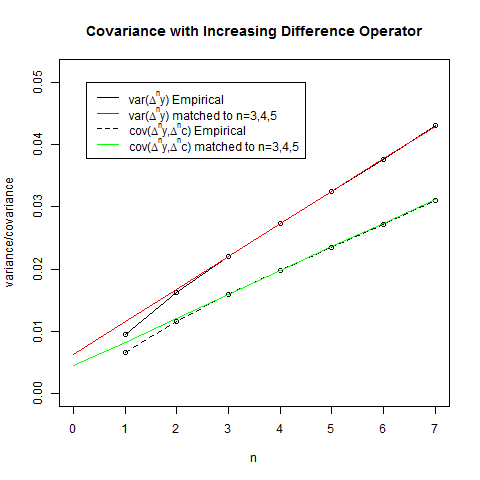 Covariance with Increasing Difference Operator
var(Δⁿy) Empirical
var(Δⁿy) matched to n=3,4,5
cov(Δⁿy,Δⁿc) Empirical
cov(Δⁿy,Δⁿc) matched to n=3,4,5
variance/covariance
0.05
0.04
0.03
0.02
0.01
0.00
0 1 2 3 4 5 6 7
n